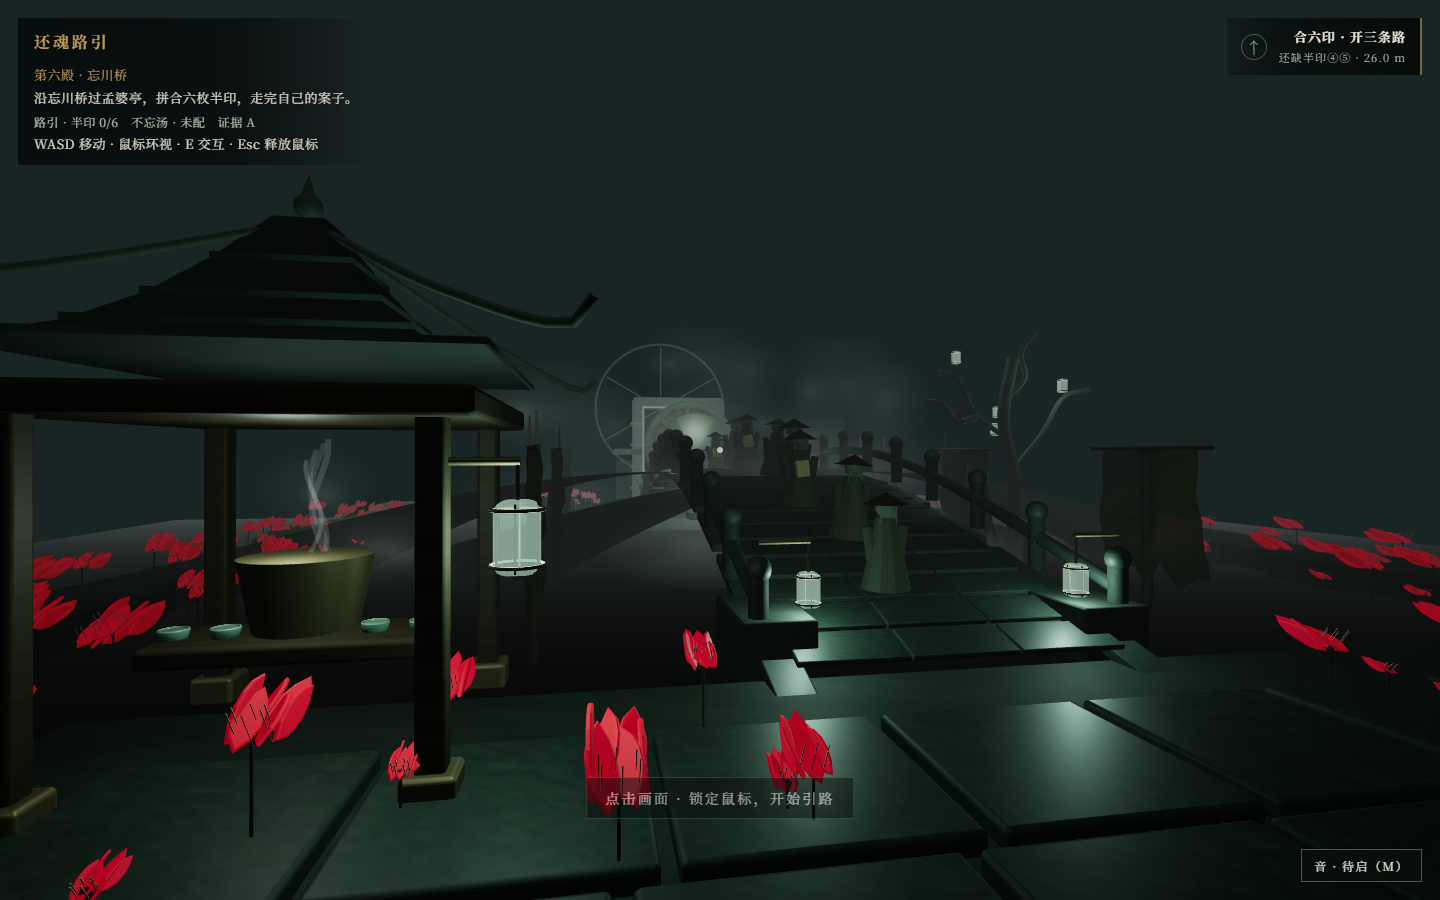 还魂路引
第六殿 · 忘川桥
沿忘川桥过孟婆亭，拼合六枚半印，走完自己的案子。
路引 · 半印 0/6 不忘汤 · 未配 证据 A
WASD 移动 · 鼠标环视 · E 交互 · Esc 释放鼠标
合六印 · 开三条路
还缺半印④⑤ · 26.0 m
点击画面 · 锁定鼠标，开始引路
音 · 待启（M）